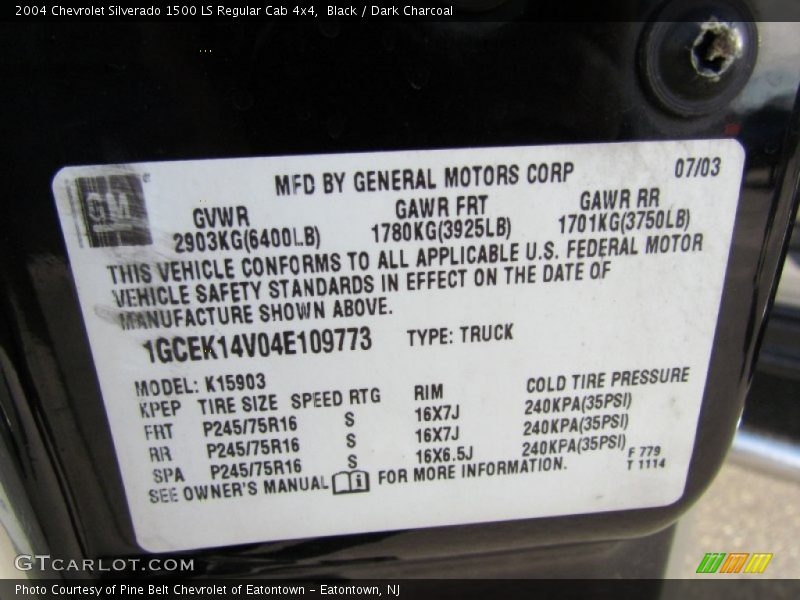 2004 Chevrolet Silverado 1500 LS Regular Cab 4x4, Black / Dark Charcoal
GM
MFD BY GENERAL MOTORS CORP 07/03
GVWR GAWR FRT GAWR RR
2903KG(6400LB) 1780KG(3925LB) 1701KG(3750LB)
THIS VEHICLE CONFORMS TO ALL APPLICABLE U.S. FEDERAL MOTOR
VEHICLE SAFETY STANDARDS IN EFFECT ON THE DATE OF
MANUFACTURE SHOWN ABOVE.
1GCEK14V04E109773 TYPE: TRUCK
MODEL: K15903
KPEP TIRE SIZE SPEED RTG RIM COLD TIRE PRESSURE
FRT P245/75R16 S 16X7J 240KPA(35PSI)
RR P245/75R16 S 16X7J 240KPA(35PSI)
SPA P245/75R16 S 16X6.5J 240KPA(35PSI)
F 779
SEE OWNER'S MANUAL FOR MORE INFORMATION.
T 1114
GTCARLOT.COM
Photo Courtesy of Pine Belt Chevrolet of Eatontown - Eatontown, NJ